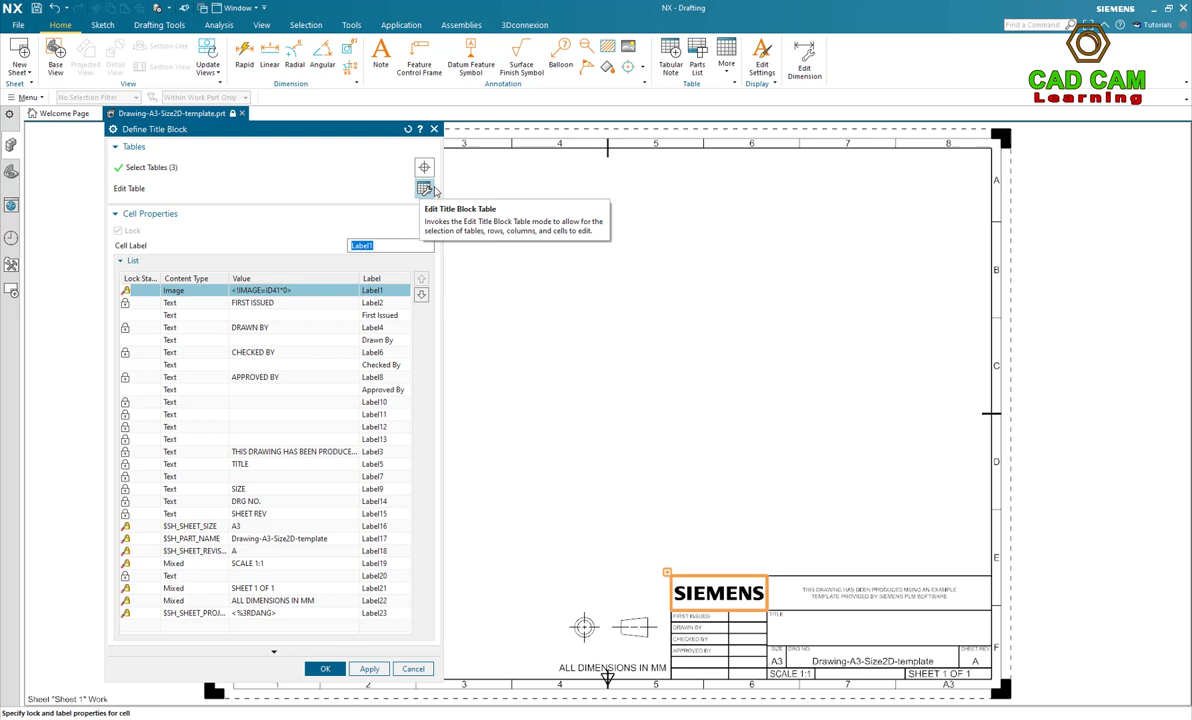 NX
Window
NX - Drafting
SIEMENS
File Home Sketch Drafting Tools Analysis View Selection Tools Application Assemblies 3Dconnexion
Find a Command
Tutorials
New Sheet
Base View
Projected View
Detail View
Section Line
Section View
Update Views
Rapid
Linear
Radial
Angular
Note
Feature Control Frame
Datum Feature Symbol
Surface Finish Symbol
Balloon
Tabular Note
Parts List
More
Edit Settings
Edit Dimension
Sheet
View
Dimension
Annotation
Table
Display
CAD CAM
Learning
Menu
No Selection Filter
Within Work Part Only
Welcome Page
Drawing-A3-Size2D-template.prt
Define Title Block
Tables
Select Tables (3)
Edit Table
Edit Title Block Table
Invokes the Edit Title Block Table mode to allow for the
selection of tables, rows, columns, and cells to edit.
Cell Properties
Lock
Cell Label
Label1
List
Lock Sta... Content Type Value Label
Image <!IMAGE=!D41*0> Label1
Text FIRST ISSUED Label2
Text First Issued
Text DRAWN BY Label4
Text Drawn By
Text CHECKED BY Label6
Text Checked By
Text APPROVED BY Label8
Text Approved By
Text Label10
Text Label11
Text Label12
Text Label13
Text THIS DRAWING HAS BEEN PRODUCE... Label3
Text TITLE Label5
Text Label7
Text SIZE Label9
Text DRG NO. Label14
Text SHEET REV Label15
$SH_SHEET_SIZE A3 Label16
$SH_PART_NAME Drawing-A3-Size2D-template Label17
$SH_SHEET_REVIS... A Label18
Mixed SCALE 1:1 Label19
Text Label20
Mixed SHEET 1 OF 1 Label21
Mixed ALL DIMENSIONS IN MM Label22
$SH_SHEET_PROJ... <%3RDANG> Label23
OK Apply Cancel
3 4 5 6 7 8
A
B
C
D
E
F
SIEMENS
THIS DRAWING HAS BEEN PRODUCED USING AN EXAMPLE
TEMPLATE PROVIDED BY SIEMENS PLM SOFTWARE
FIRST ISSUED
DRAWN BY
CHECKED BY
APPROVED BY
TITLE
SIZE
DRG NO.
SHEET REV
A3 Drawing-A3-Size2D-template A
ALL DIMENSIONS IN MM
SCALE 1:1
SHEET 1 OF 1
1 2 3 4 5 6 7 A3
Sheet "Sheet 1" Work
Specify lock and label properties for cell